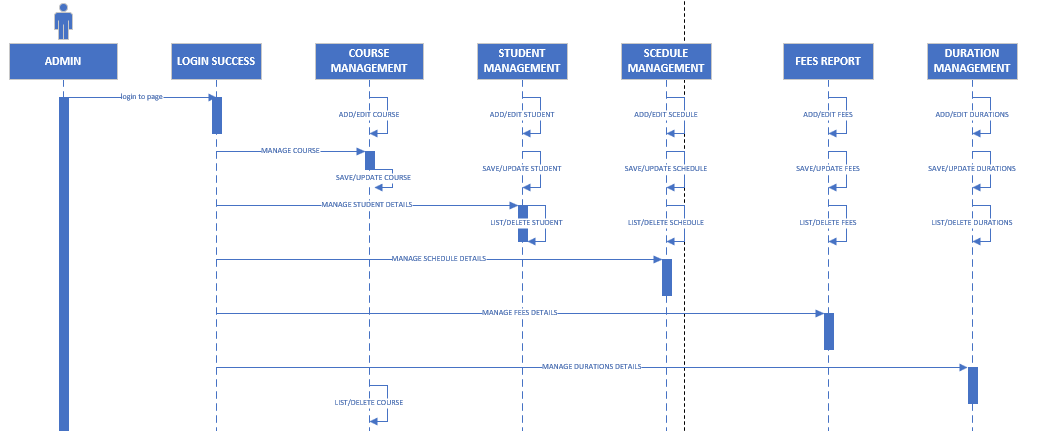 ADMIN
LOGIN SUCCESS
COURSE
MANAGEMENT
STUDENT
MANAGEMENT
SCEDULE
MANAGEMENT
FEES REPORT
DURATION
MANAGEMENT
login to page
ADD/EDIT COURSE
ADD/EDIT STUDENT
ADD/EDIT SCEDULE
ADD/EDIT FEES
ADD/EDIT DURATIONS
MANAGE COURSE
SAVE/UPDATE COURSE
SAVE/UPDATE STUDENT
SAVE/UPDATE SCHEDULE
SAVE/UPDATE FEES
SAVE/UPDATE DURATIONS
MANAGE STUDENT DETAILS
LIST/DELETE STUDENT
LIST/DELETE SCHEDULE
LIST/DELETE FEES
LIST/DELETE DURATIONS
MANAGE SCHEDULE DETAILS
MANAGE FEES DETAILS
MANAGE DURATIONS DETAILS
LIST/DELETE COURSE